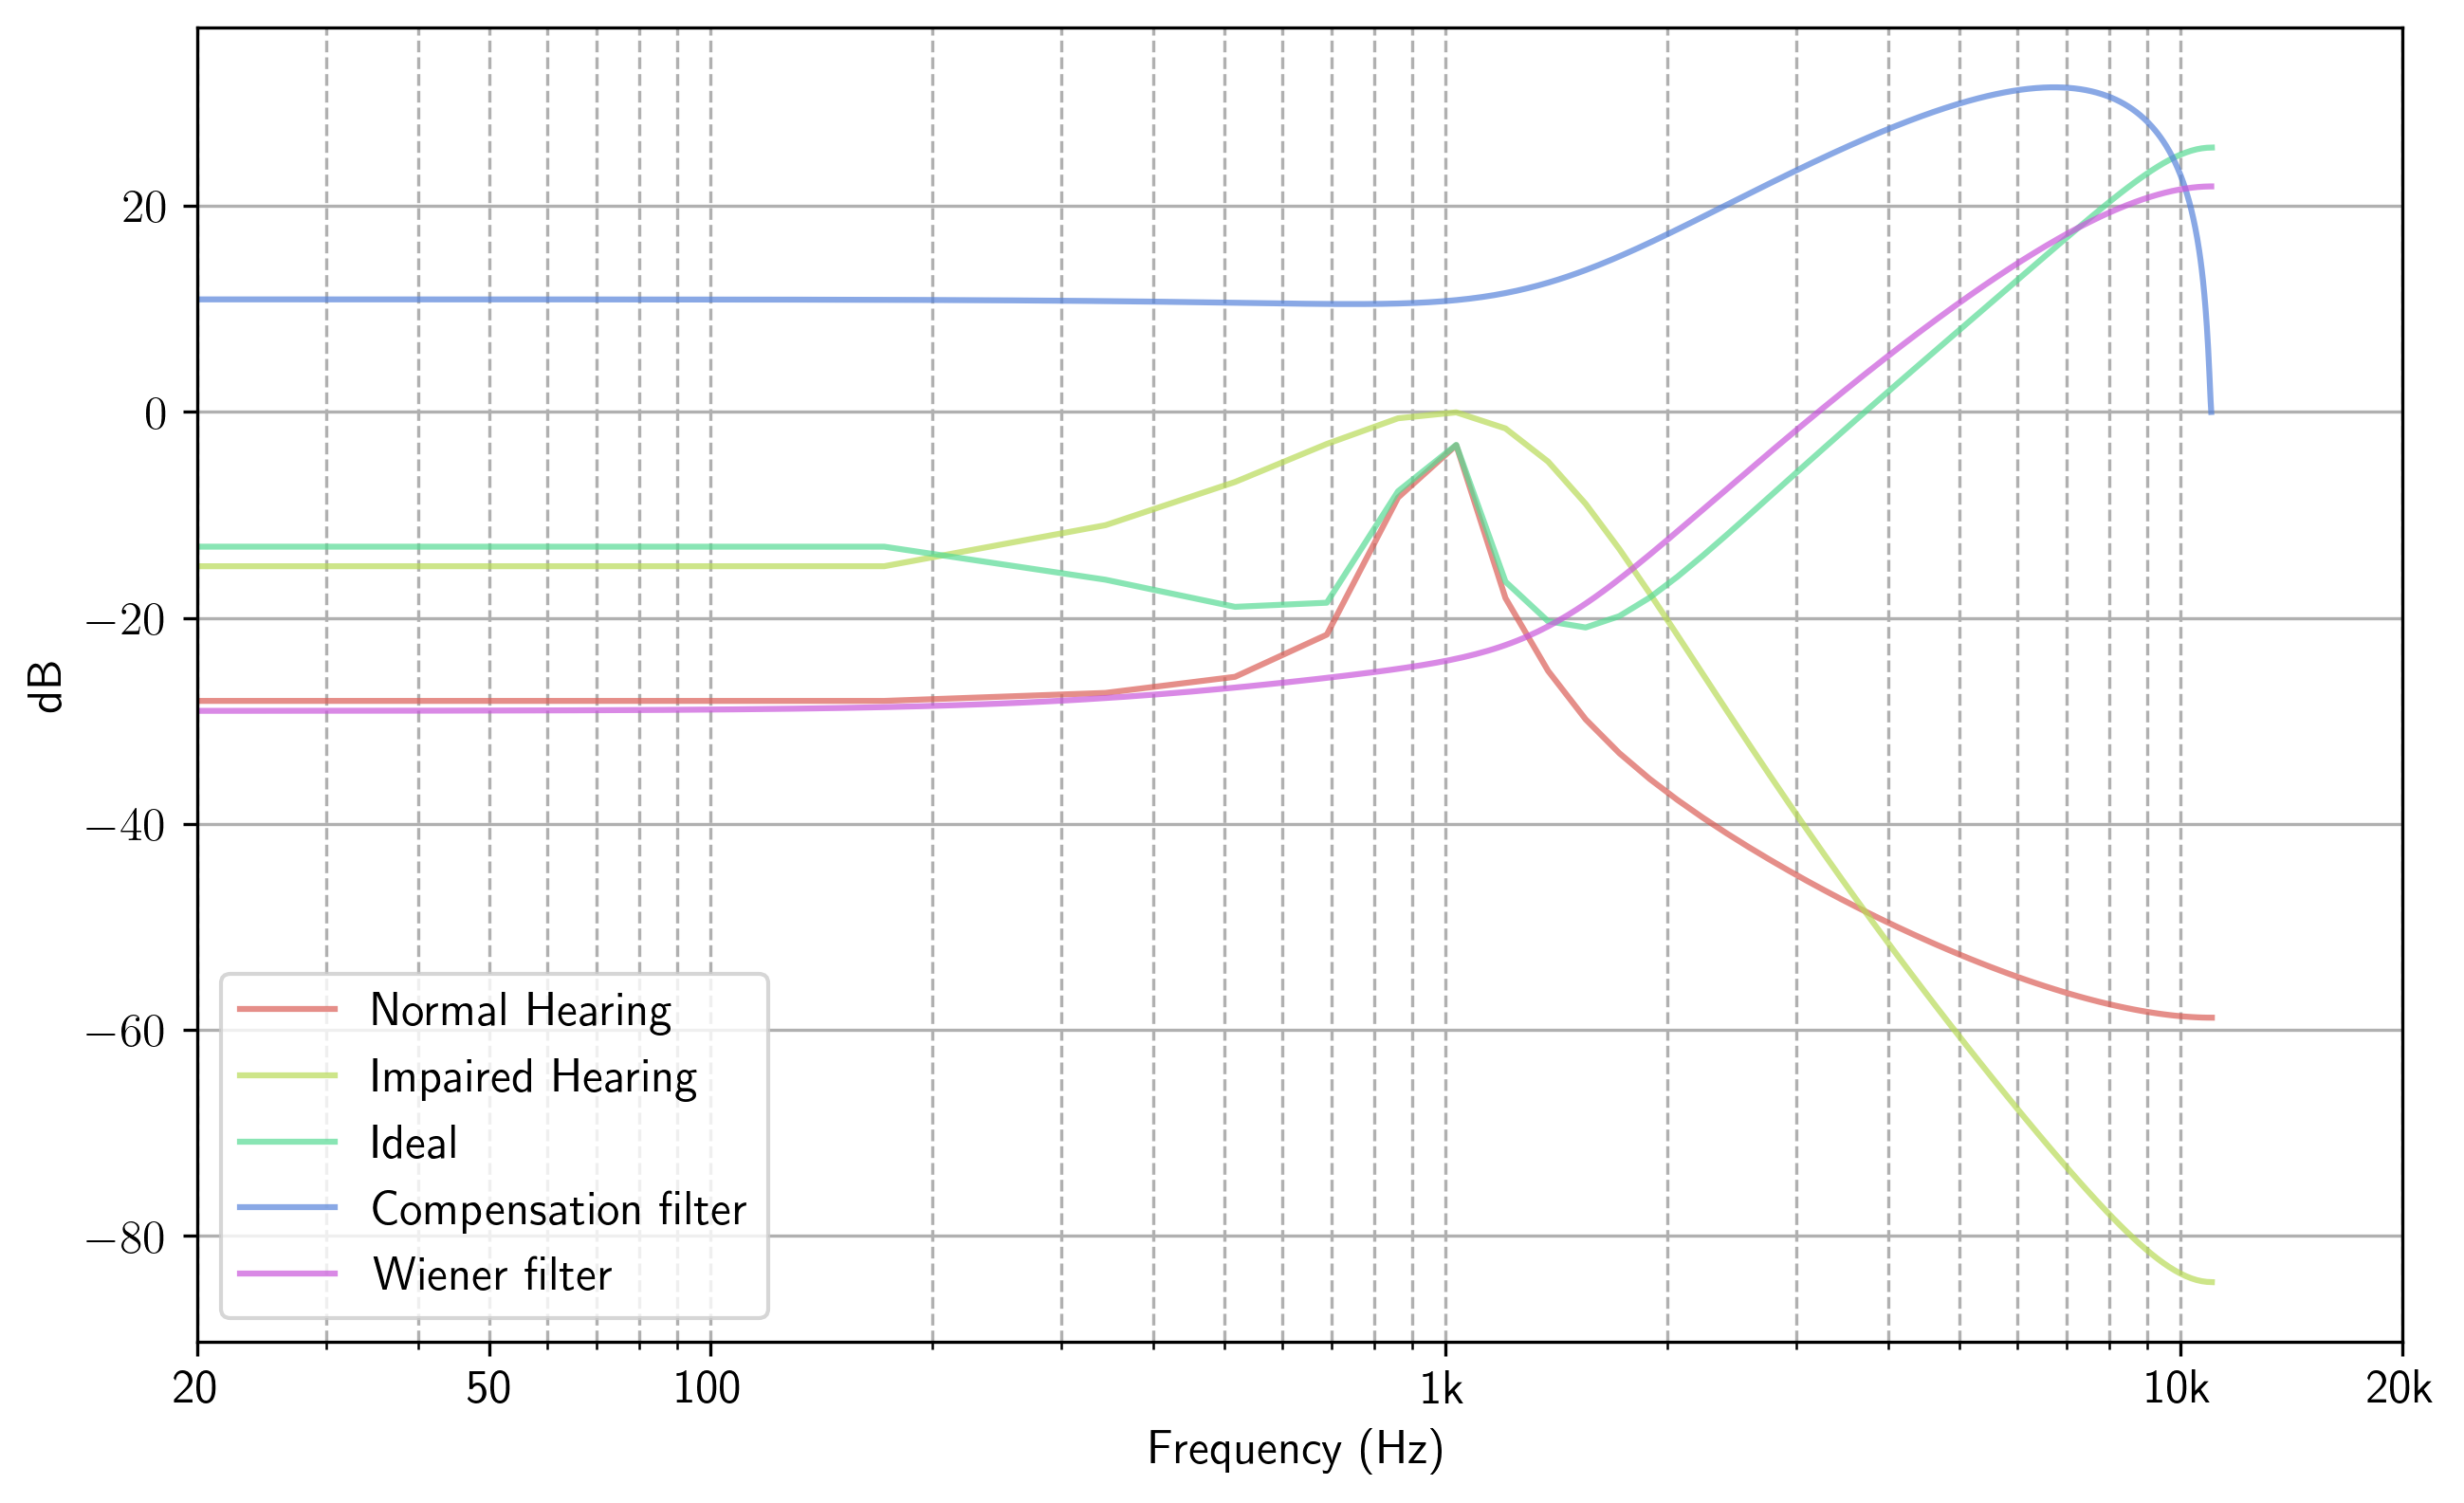 20
0
−20
−40
−60
−80
dB
Normal Hearing
Impaired Hearing
Ideal
Compensation filter
Wiener filter
20 50 100 1k 10k 20k
Frequency (Hz)